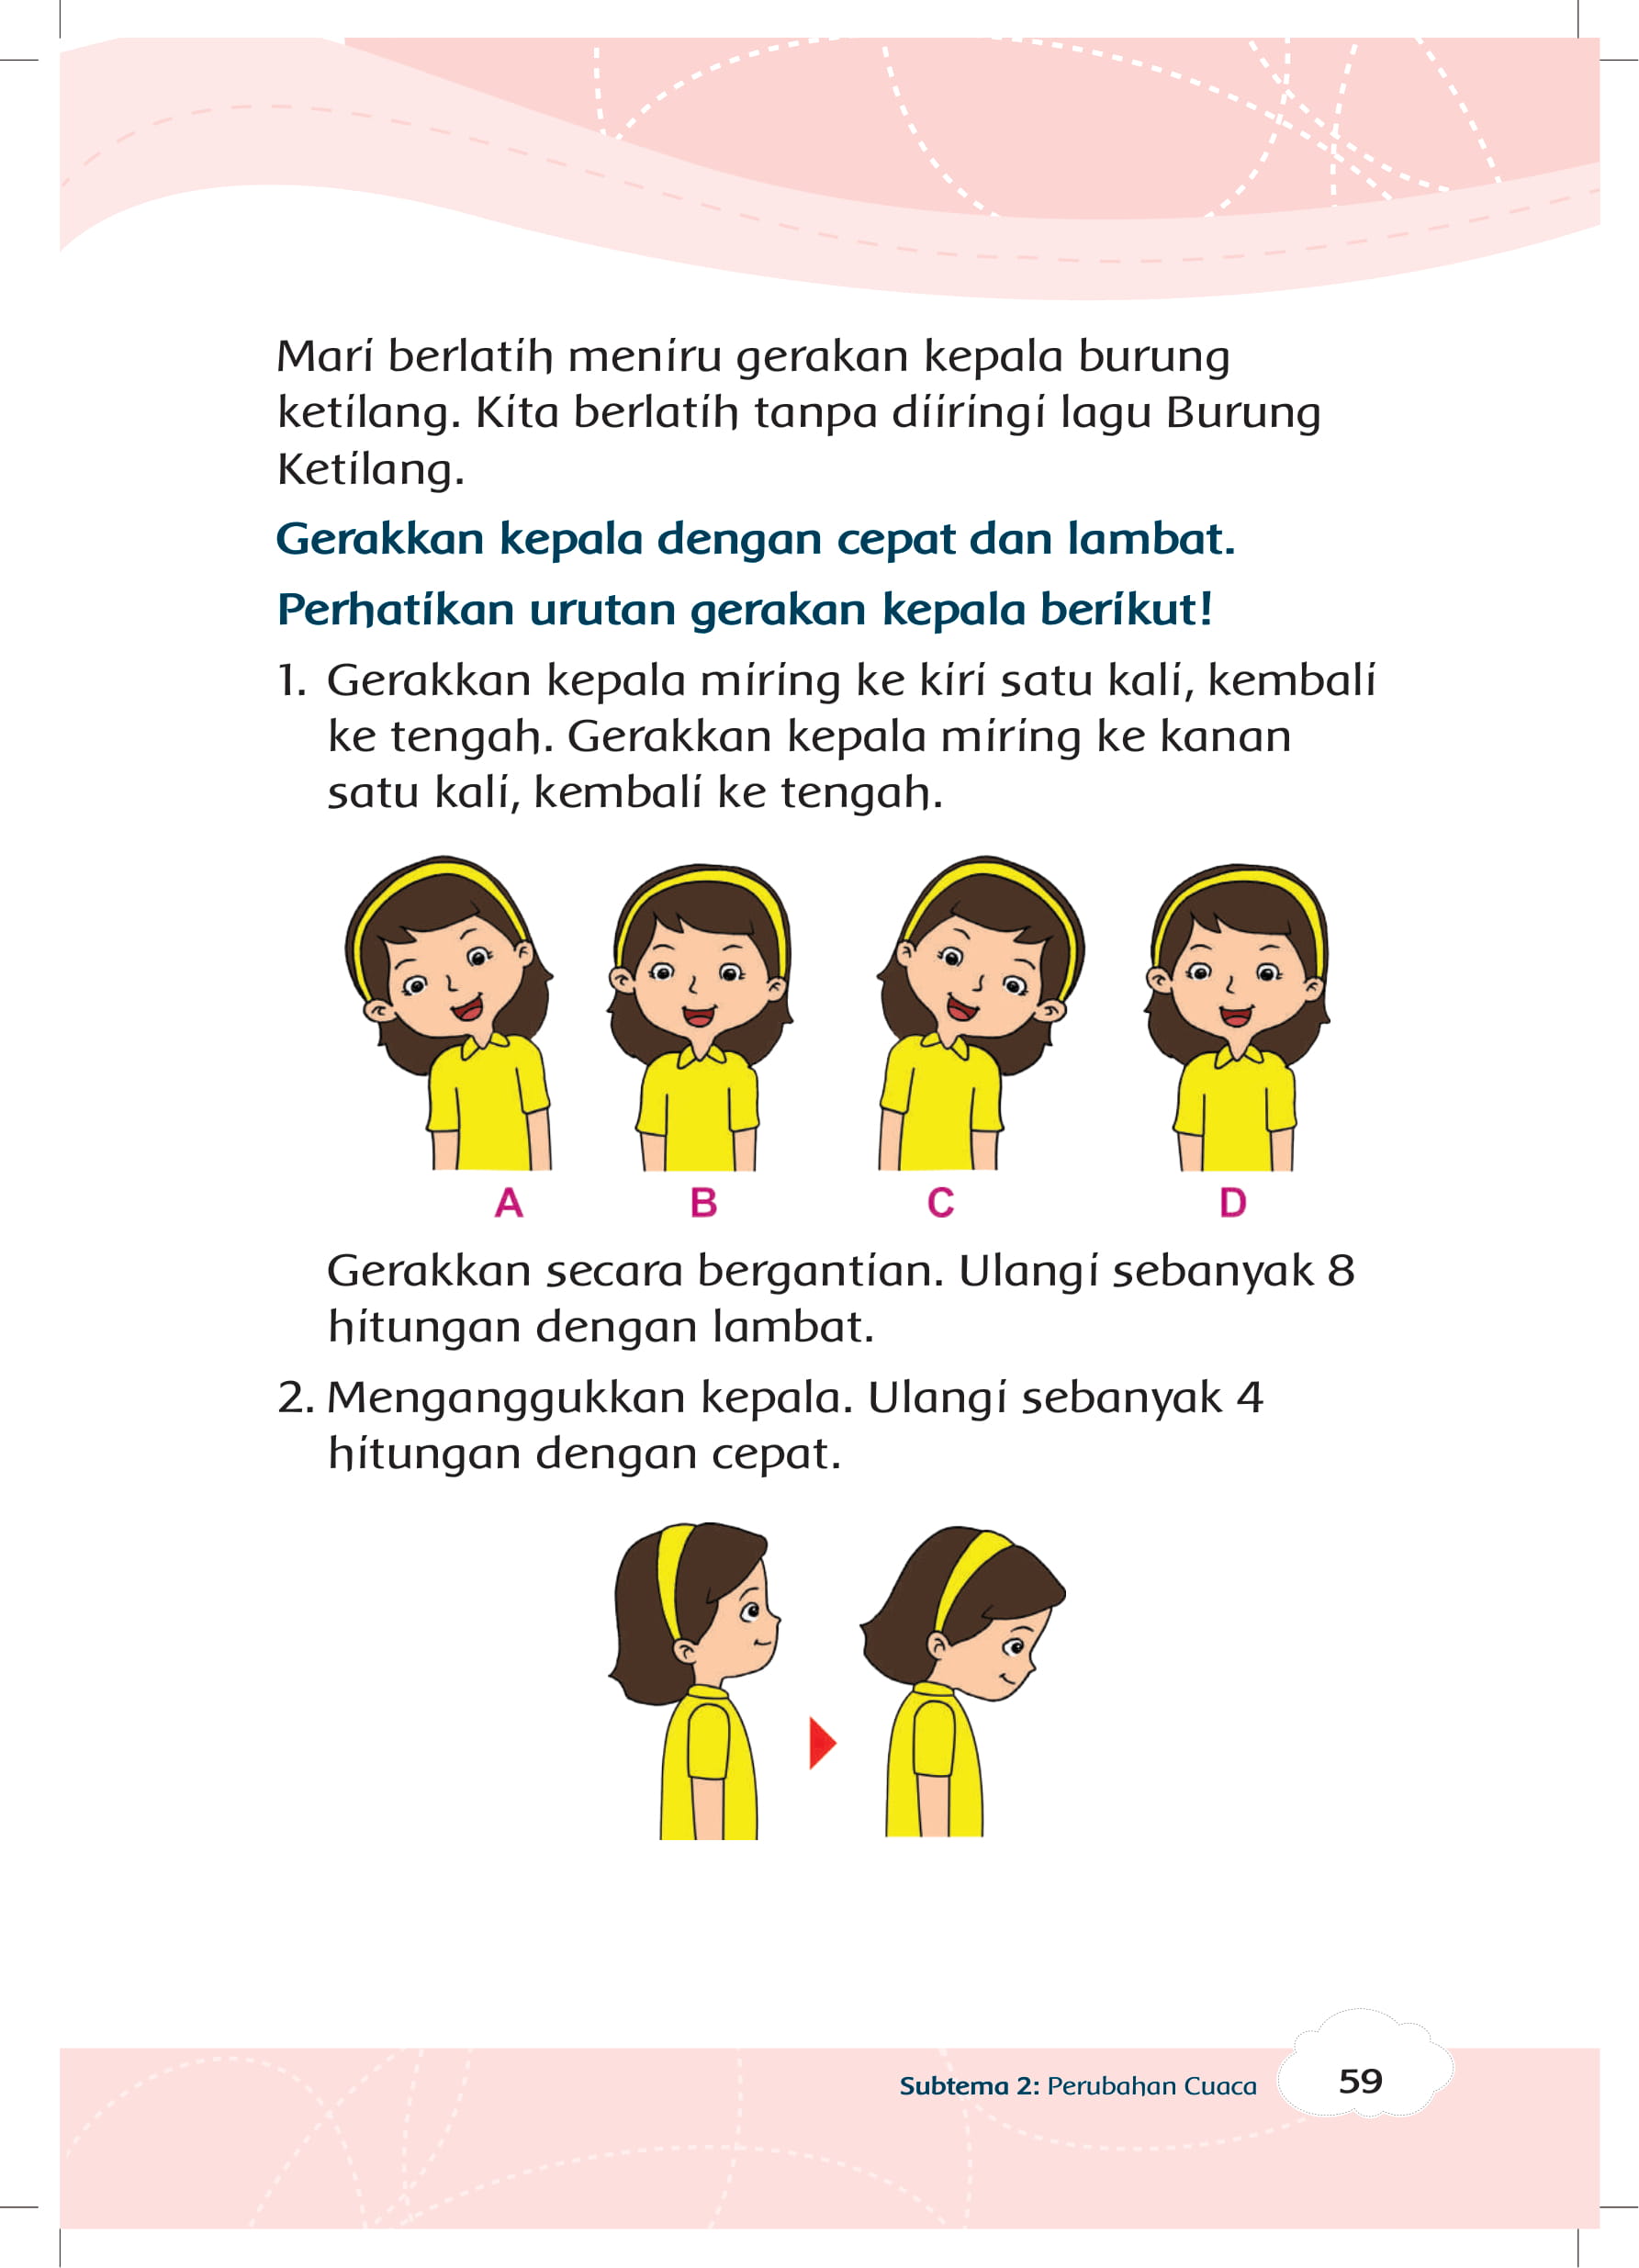 Mari berlatih meniru gerakan kepala burung
ketilang. Kita berlatih tanpa diiringi lagu Burung
Ketilang.
Gerakkan kepala dengan cepat dan lambat.
Perhatikan urutan gerakan kepala berikut!
1. Gerakkan kepala miring ke kiri satu kali, kembali
ke tengah. Gerakkan kepala miring ke kanan
satu kali, kembali ke tengah.
A B C D
Gerakkan secara bergantian. Ulangi sebanyak 8
hitungan dengan lambat.
2. Menganggukkan kepala. Ulangi sebanyak 4
hitungan dengan cepat.
Subtema 2: Perubahan Cuaca 59